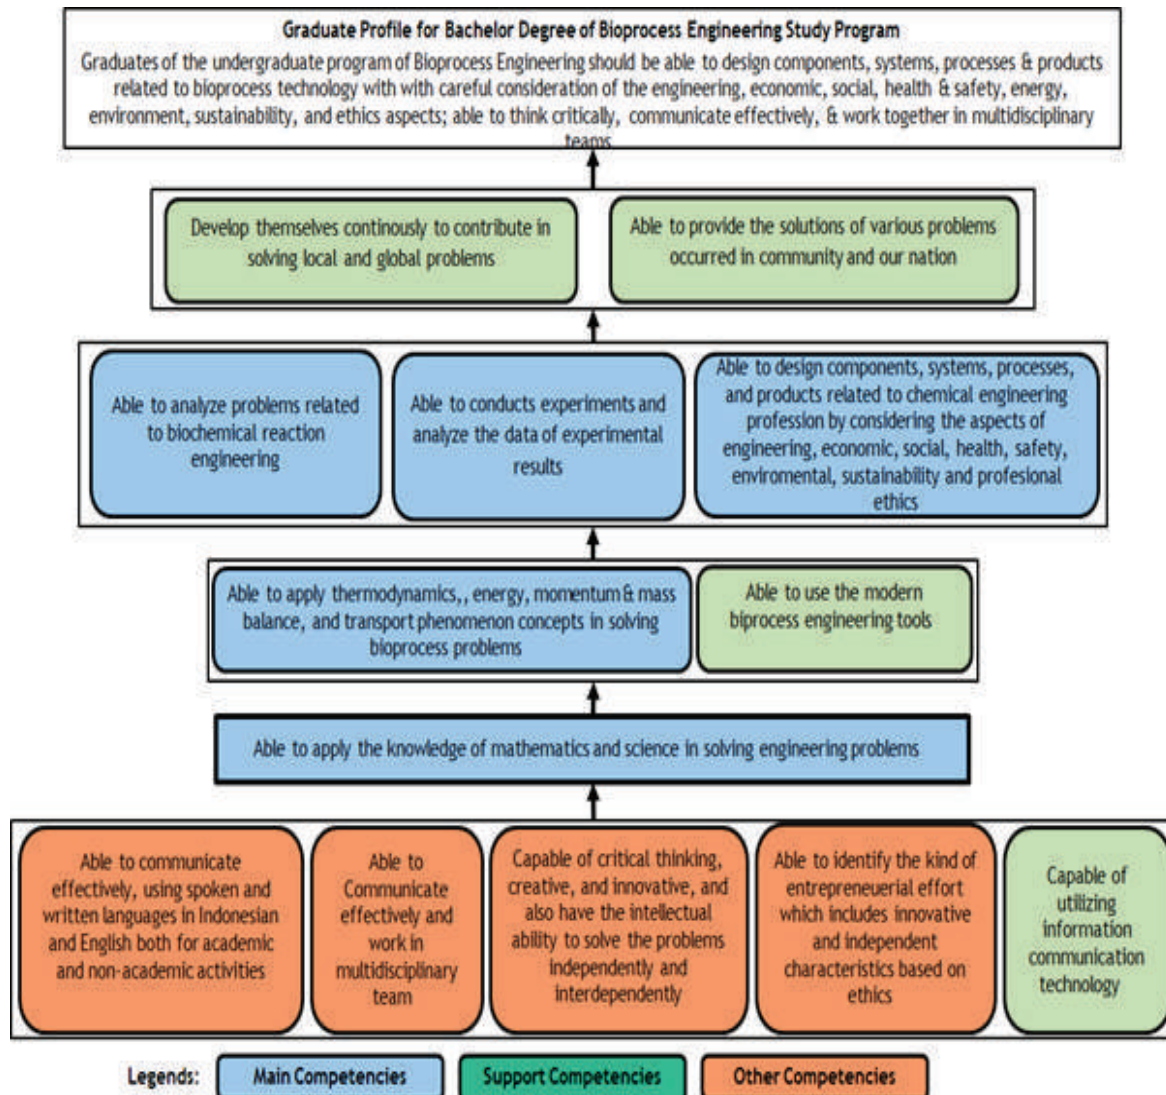 Graduate Profile for Bachelor Degree of Bioprocess Engineering Study Program
Graduates of the undergraduate program of Bioprocess Engineering should be able to design components, systems, processes & products
related to bioprocess technology with with careful consideration of the engineering, economic, social, health & safety, energy,
environment, sustainability, and ethics aspects; able to think critically, communicate effectively, & work together in multidisciplinary
teams
Develop themselves continously to contribute in
solving local and global problems
Able to provide the solutions of various problems
occurred in community and our nation
Able to analyze problems related
to biochemical reaction
engineering
Able to conducts experiments and
analyze the data of experimental
results
Able to design components, systems, processes,
and products related to chemical engineering
profession by considering the aspects of
engineering, economic, social, health, safety,
enviromental, sustainability and profesional
ethics
Able to apply thermodynamics,, energy, momentum & mass
balance, and transport phenomenon concepts in solving
bioprocess problems
Able to use the modern
biprocess engineering tools
Able to apply the knowledge of mathematics and science in solving engineering problems
Able to communicate
effectively, using spoken and
written languages in Indonesian
and English both for academic
and non-academic activities
Able to
Communicate
effectively and
work in
multidisciplinary
team
Capable of critical thinking,
creative, and innovative, and
also have the intellectual
ability to solve the problems
independently and
interdependently
Able to identify the kind of
entrepreneuerial effort
which includes innovative
and independent
characteristics based on
ethics
Capable of
utilizing
information
communication
technology
Legends:
Main Competencies
Support Competencies
Other Competencies